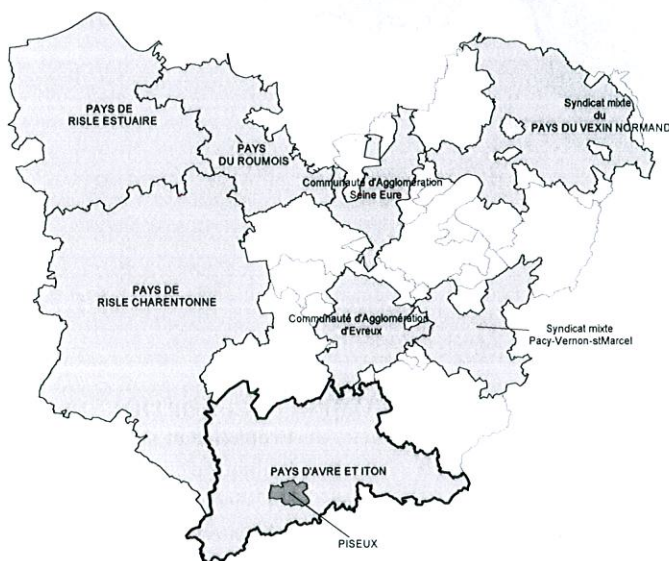 PAYS DE
RISLE ESTUAIRE
PAYS
DU ROUMOIS
Syndicat mixte
du
PAYS DU VEXIN NORMAND
Communauté d'Agglomération
Seine Eure
PAYS DE
RISLE CHARENTONNE
Communauté d'Agglomération
d'Evreux
Syndicat mixte
Pacy-Vernon-stMarcel
PAYS D'AVRE ET ITON
PISEUX